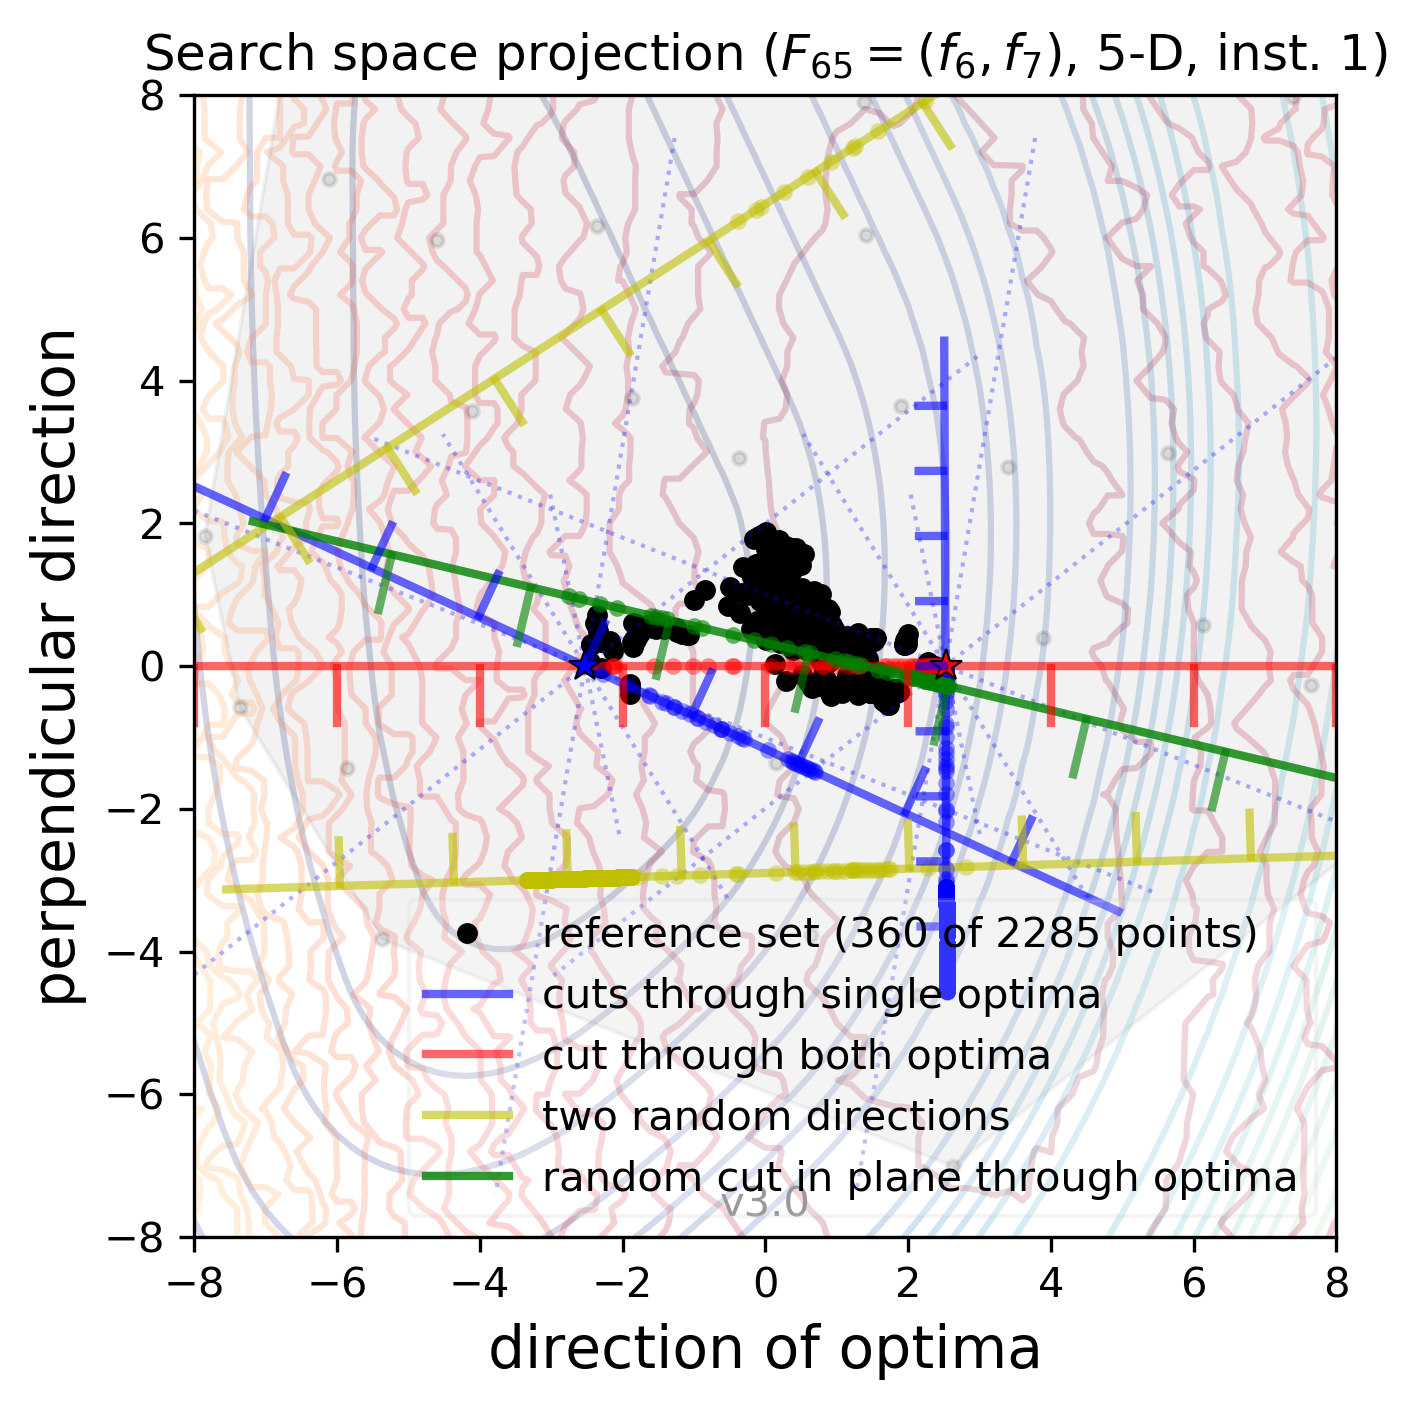 Search space projection (F₆₅ = (f₆, f₇), 5-D, inst. 1)
8
6
4
2
0
−2
−4
−6
−8
perpendicular direction
reference set (360 of 2285 points)
cuts through single optima
cut through both optima
two random directions
random cut in plane through optima
v3.0
−8 −6 −4 −2 0 2 4 6 8
direction of optima